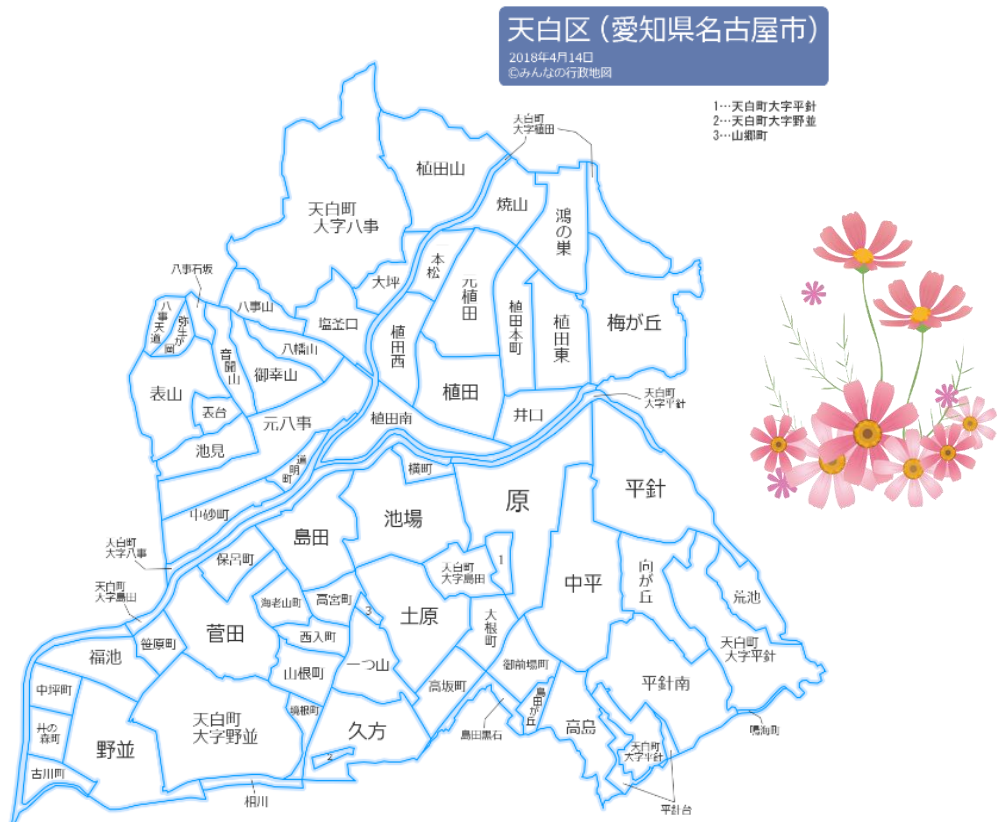 天白区（愛知県名古屋市）
2018年4月14日
©みんなの行政地図
1…天白町大字平針
2…天白町大字野並
3…山郷町
天白町
大字植田
植田山
焼山
鴻の巣
天白町
大字八事
本松
元植田
大坪
八事石坂
八事山
塩釜口
八事天道
弥生が岡
音聞山
八幡山
御幸山
植田西
植田本町
植田東
梅が丘
表山
表台
元八事
植田
植田南
井口
天白町
大字平針
池見
道明町
横町
中砂町
島田
池場
原
平針
天白町
大字八事
保呂町
天白町
大字島田
1
中平
向が丘
荒池
天白町
大字島田
海老山町
高宮町
3
土原
大根町
笹原町
菅田
西入町
福池
山根町
一つ山
御前場町
天白町
大字平針
中坪町
高坂町
島田が丘
平針南
境根町
井の森町
天白町
大字野並
久方
島田黒石
高島
鳴海町
野並
2
天白町
大字平針
古川町
相川
平針台